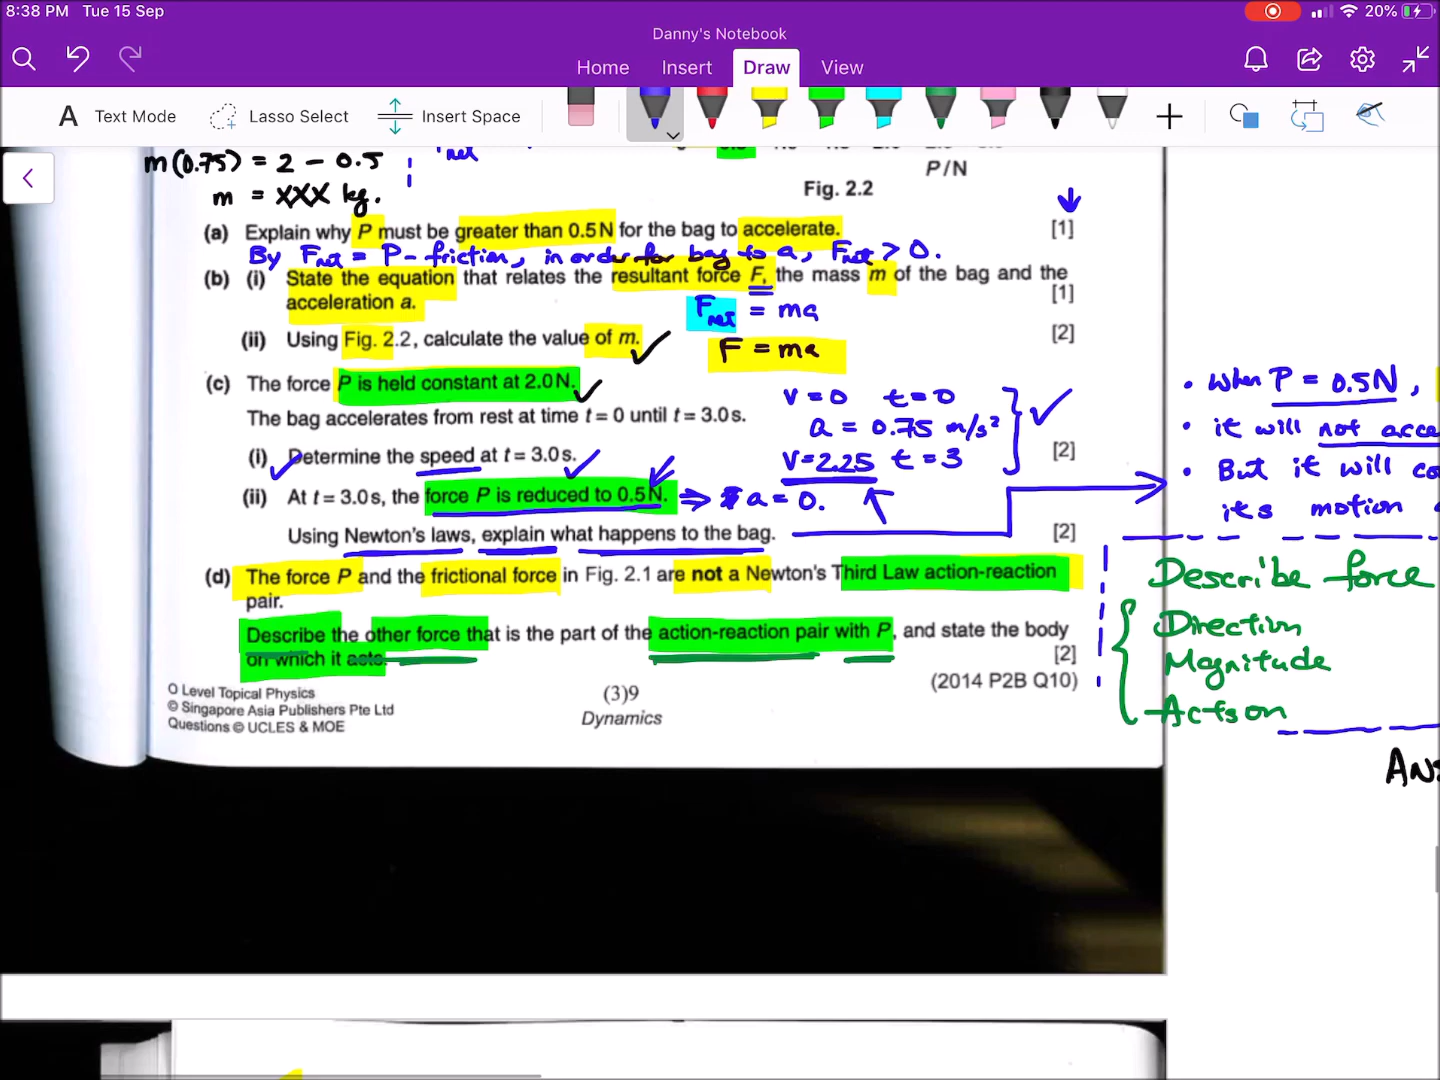 8:38 PM Tue 15 Sep
20%
Danny's Notebook
Home Insert Draw View
A Text Mode Lasso Select Insert Space
m(0.75) = 2 - 0.5
m = XXX kg.
net
P/N
Fig. 2.2
(a) Explain why P must be greater than 0.5 N for the bag to accelerate. [1]
By Fnet = P - friction, in order for bag to a, Fnet > 0.
(b) (i) State the equation that relates the resultant force F, the mass m of the bag and the
acceleration a. [1]
Fnet = ma
(ii) Using Fig. 2.2, calculate the value of m. [2]
F = ma
(c) The force P is held constant at 2.0 N.
The bag accelerates from rest at time t = 0 until t = 3.0 s.
v = 0 t = 0
a = 0.75 m/s²
v = 2.25 t = 3
(i) Determine the speed at t = 3.0 s. [2]
(ii) At t = 3.0 s, the force P is reduced to 0.5 N. ⇒ a = 0.
Using Newton's laws, explain what happens to the bag. [2]
(d) The force P and the frictional force in Fig. 2.1 are not a Newton's Third Law action-reaction
pair.
Describe the other force that is the part of the action-reaction pair with P, and state the body
on which it acts. [2]
(2014 P2B Q10)
O Level Topical Physics
© Singapore Asia Publishers Pte Ltd
Questions © UCLES & MOE
(3)9
Dynamics
• When P = 0.5N,
• it will not acce
• But it will co
its motion
Describe force
Direction
Magnitude
Acts on
Ans